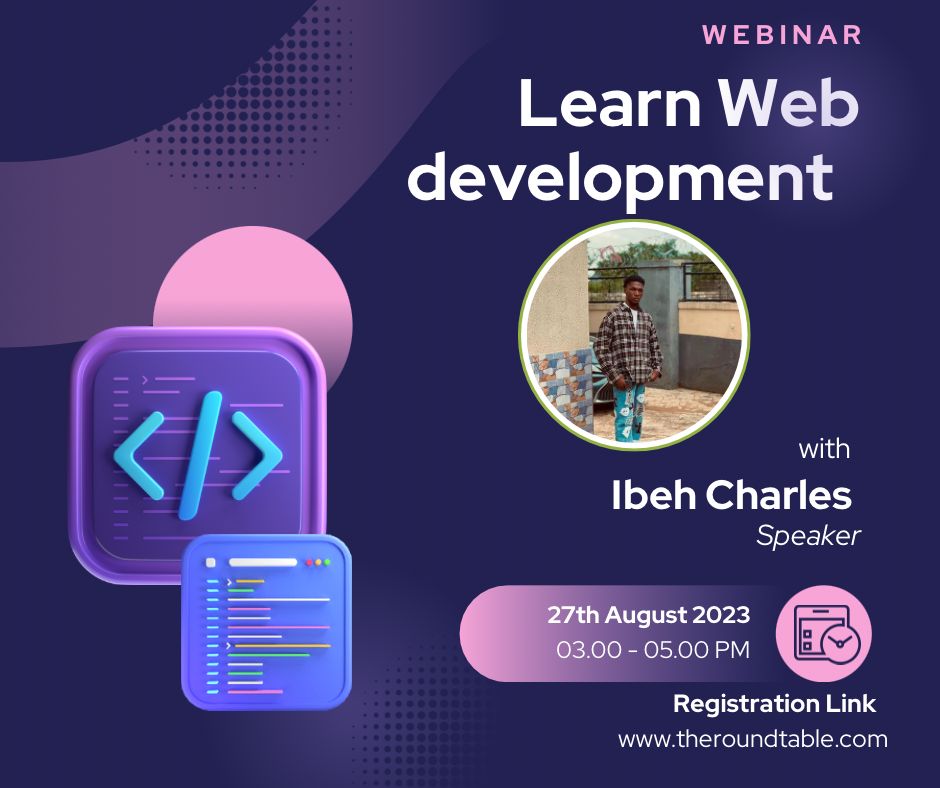 WEBINAR
Learn Web
development
with
Ibeh Charles
Speaker
27th August 2023
03.00 - 05.00 PM
Registration Link
www.theroundtable.com